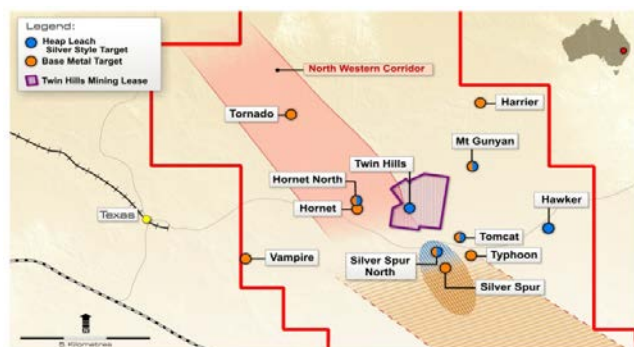 Legend:
Heap Leach
Silver Style Target
Base Metal Target
Twin Hills Mining Lease
North Western Corridor
Tornado
Harrier
Mt Gunyan
Twin Hills
Hornet North
Hornet
Hawker
Texas
Tomcat
Vampire
Silver Spur
North
Typhoon
Silver Spur
5 Kilometres